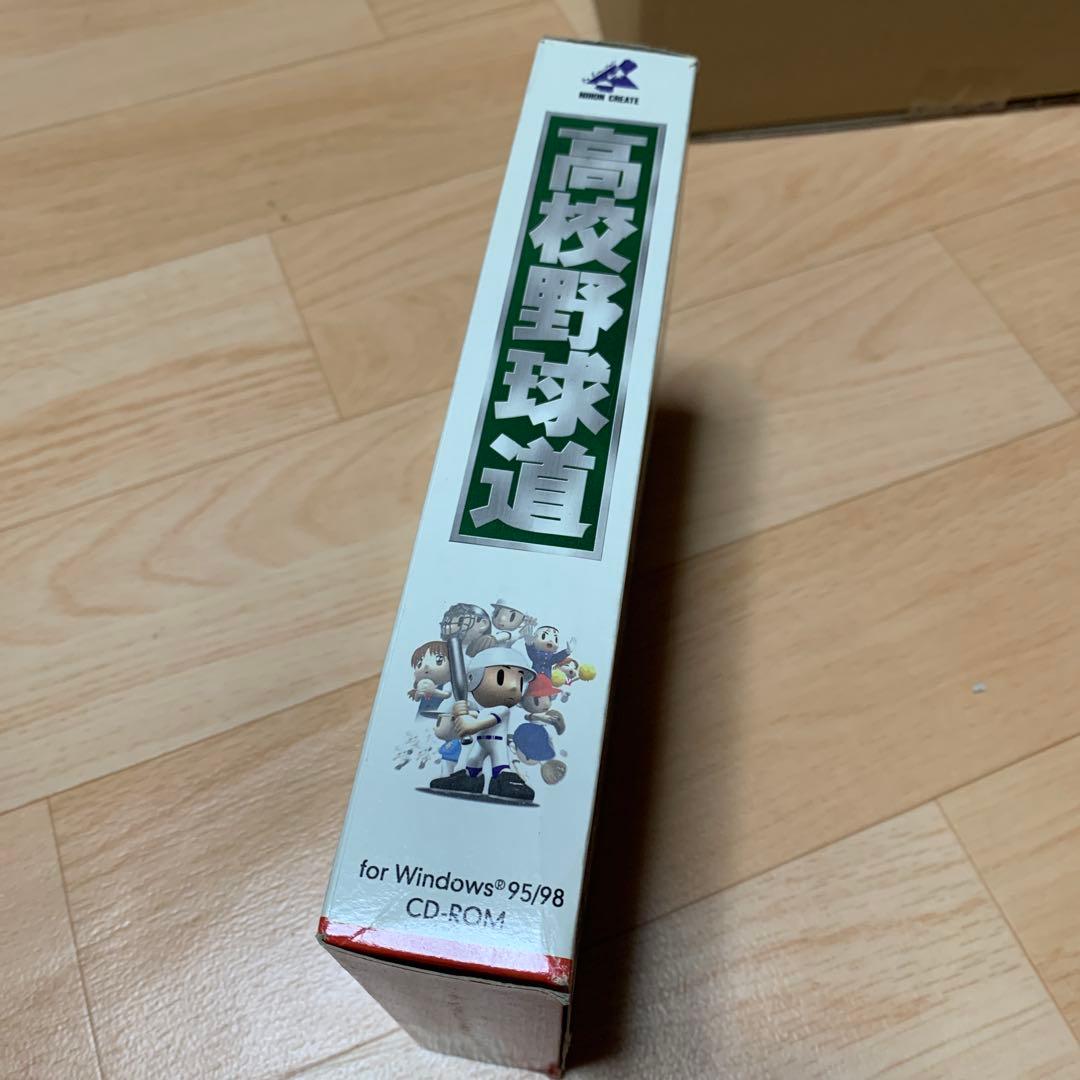 NIHON CREATE
高校野球道
for Windows®95/98
CD-ROM